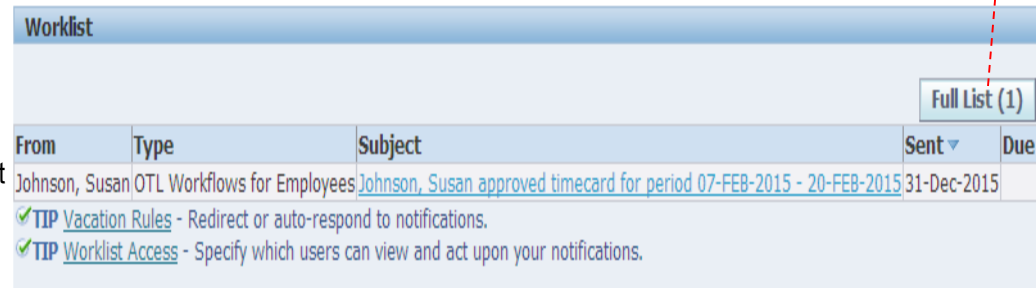 Worklist
Full List (1)
From Type Subject Sent Due
t Johnson, Susan OTL Workflows for Employees Johnson, Susan approved timecard for period 07-FEB-2015 - 20-FEB-2015 31-Dec-2015
TIP Vacation Rules - Redirect or auto-respond to notifications.
TIP Worklist Access - Specify which users can view and act upon your notifications.